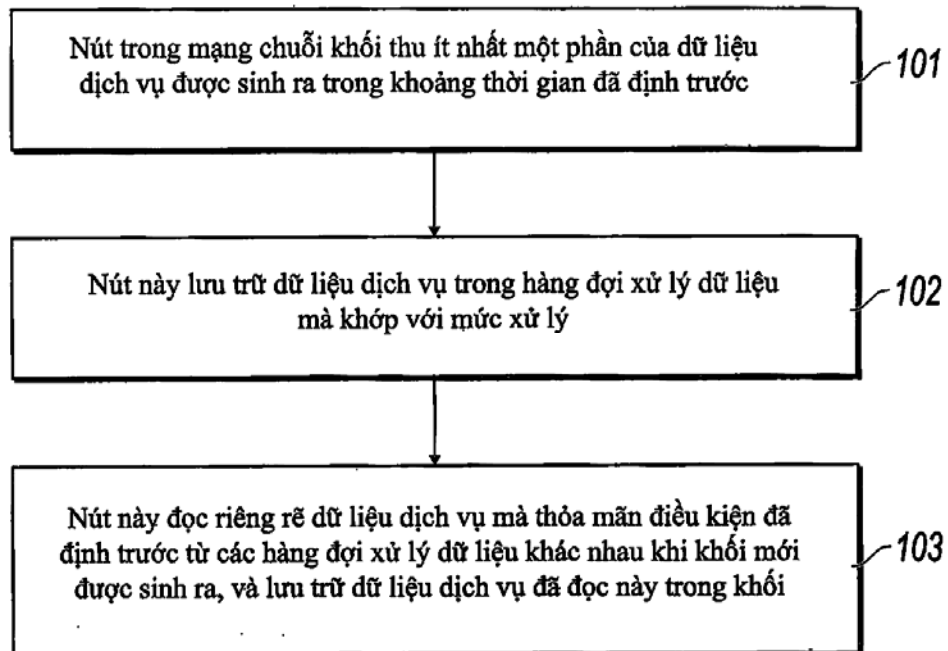 Nút trong mạng chuỗi khối thu ít nhất một phần của dữ liệu
dịch vụ được sinh ra trong khoảng thời gian đã định trước
101
Nút này lưu trữ dữ liệu dịch vụ trong hàng đợi xử lý dữ liệu
mà khớp với mức xử lý
102
Nút này đọc riêng rẽ dữ liệu dịch vụ mà thỏa mãn điều kiện đã
định trước từ các hàng đợi xử lý dữ liệu khác nhau khi khối mới
được sinh ra, và lưu trữ dữ liệu dịch vụ đã đọc này trong khối
103